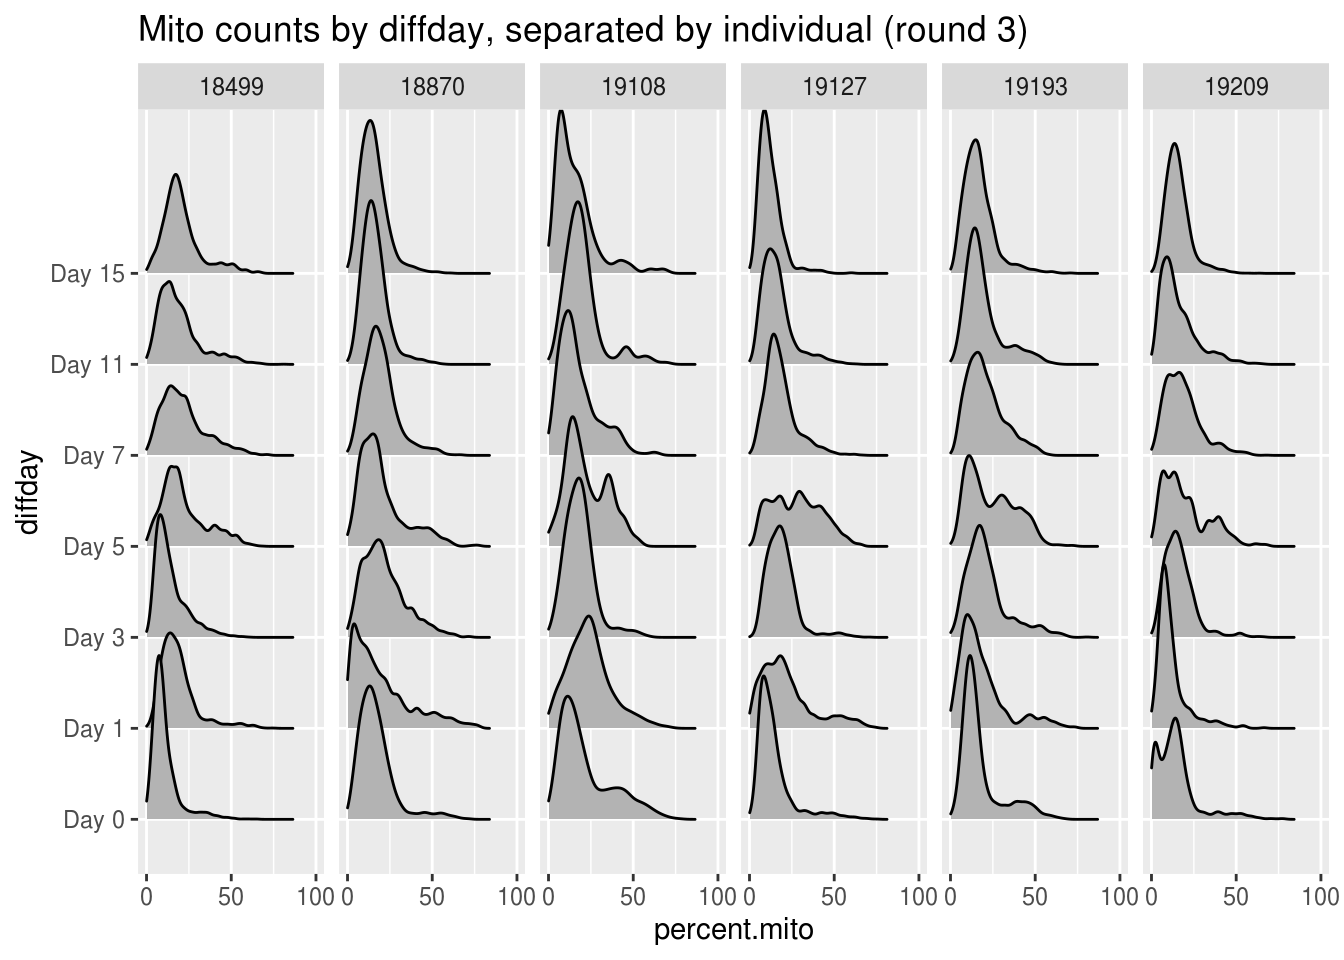 Mito counts by diffday, separated by individual (round 3)
18499 18870 19108 19127 19193 19209
Day 15
Day 11
Day 7
Day 5
Day 3
Day 1
Day 0
diffday
0 50 100 0 50 100 0 50 100 0 50 100 0 50 100 0 50 100
percent.mito